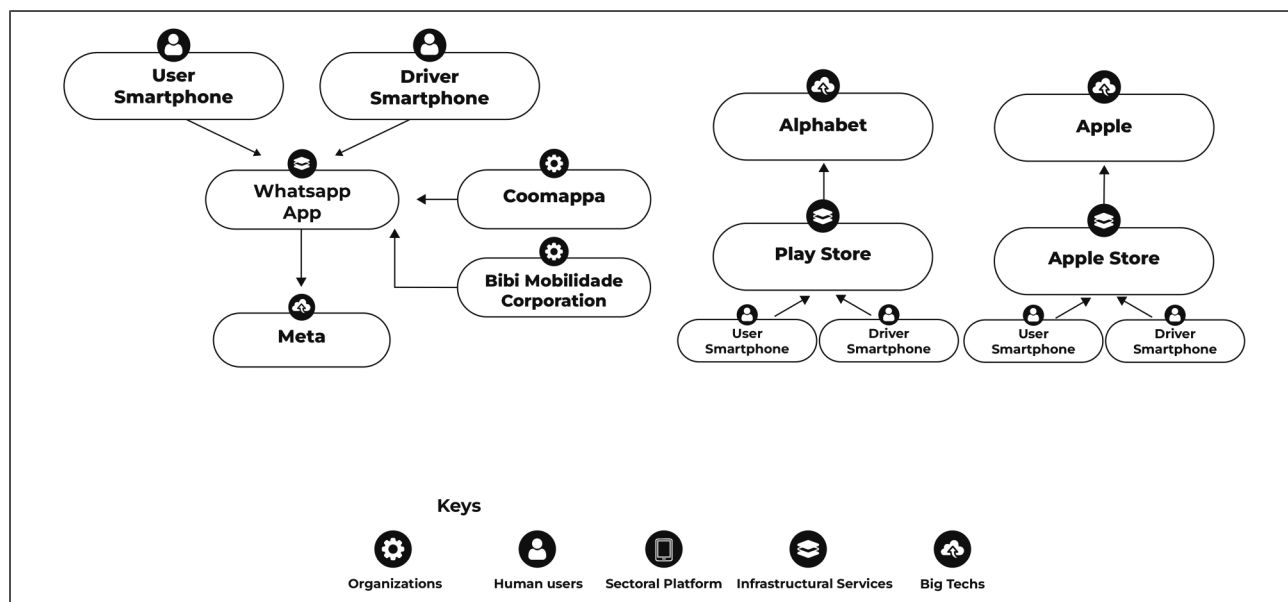 User
Smartphone
Driver
Smartphone
Whatsapp
App
Coomappa
Bibi Mobilidade
Corporation
Meta
Alphabet
Apple
Play Store
Apple Store
User
Smartphone
Driver
Smartphone
User
Smartphone
Driver
Smartphone
Keys
Organizations
Human users
Sectoral Platform
Infrastructural Services
Big Techs